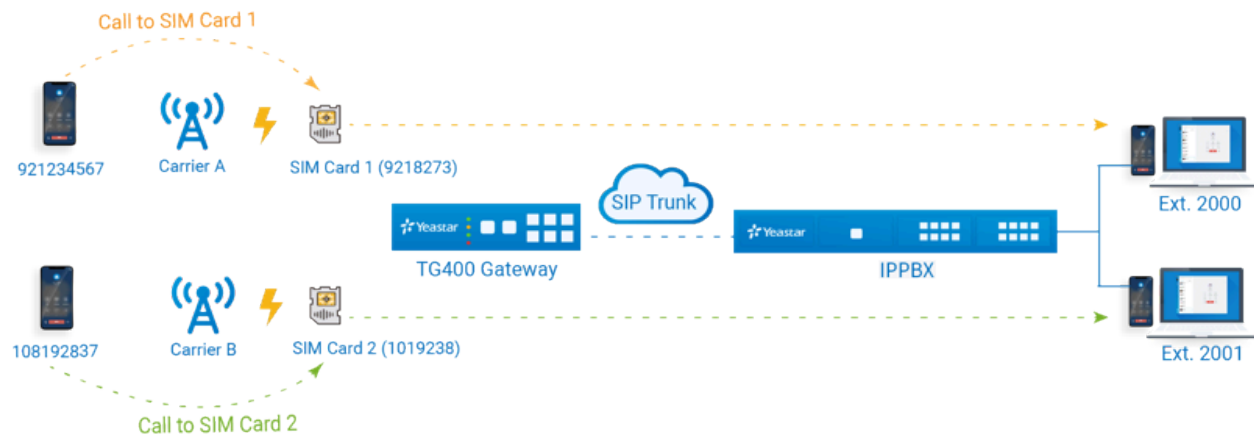 Call to SIM Card 1
921234567
Carrier A
SIM Card 1 (9218273)
SIP Trunk
Yeastar
TG400 Gateway
Yeastar
IPPBX
Ext. 2000
108192837
Carrier B
SIM Card 2 (1019238)
Ext. 2001
Call to SIM Card 2